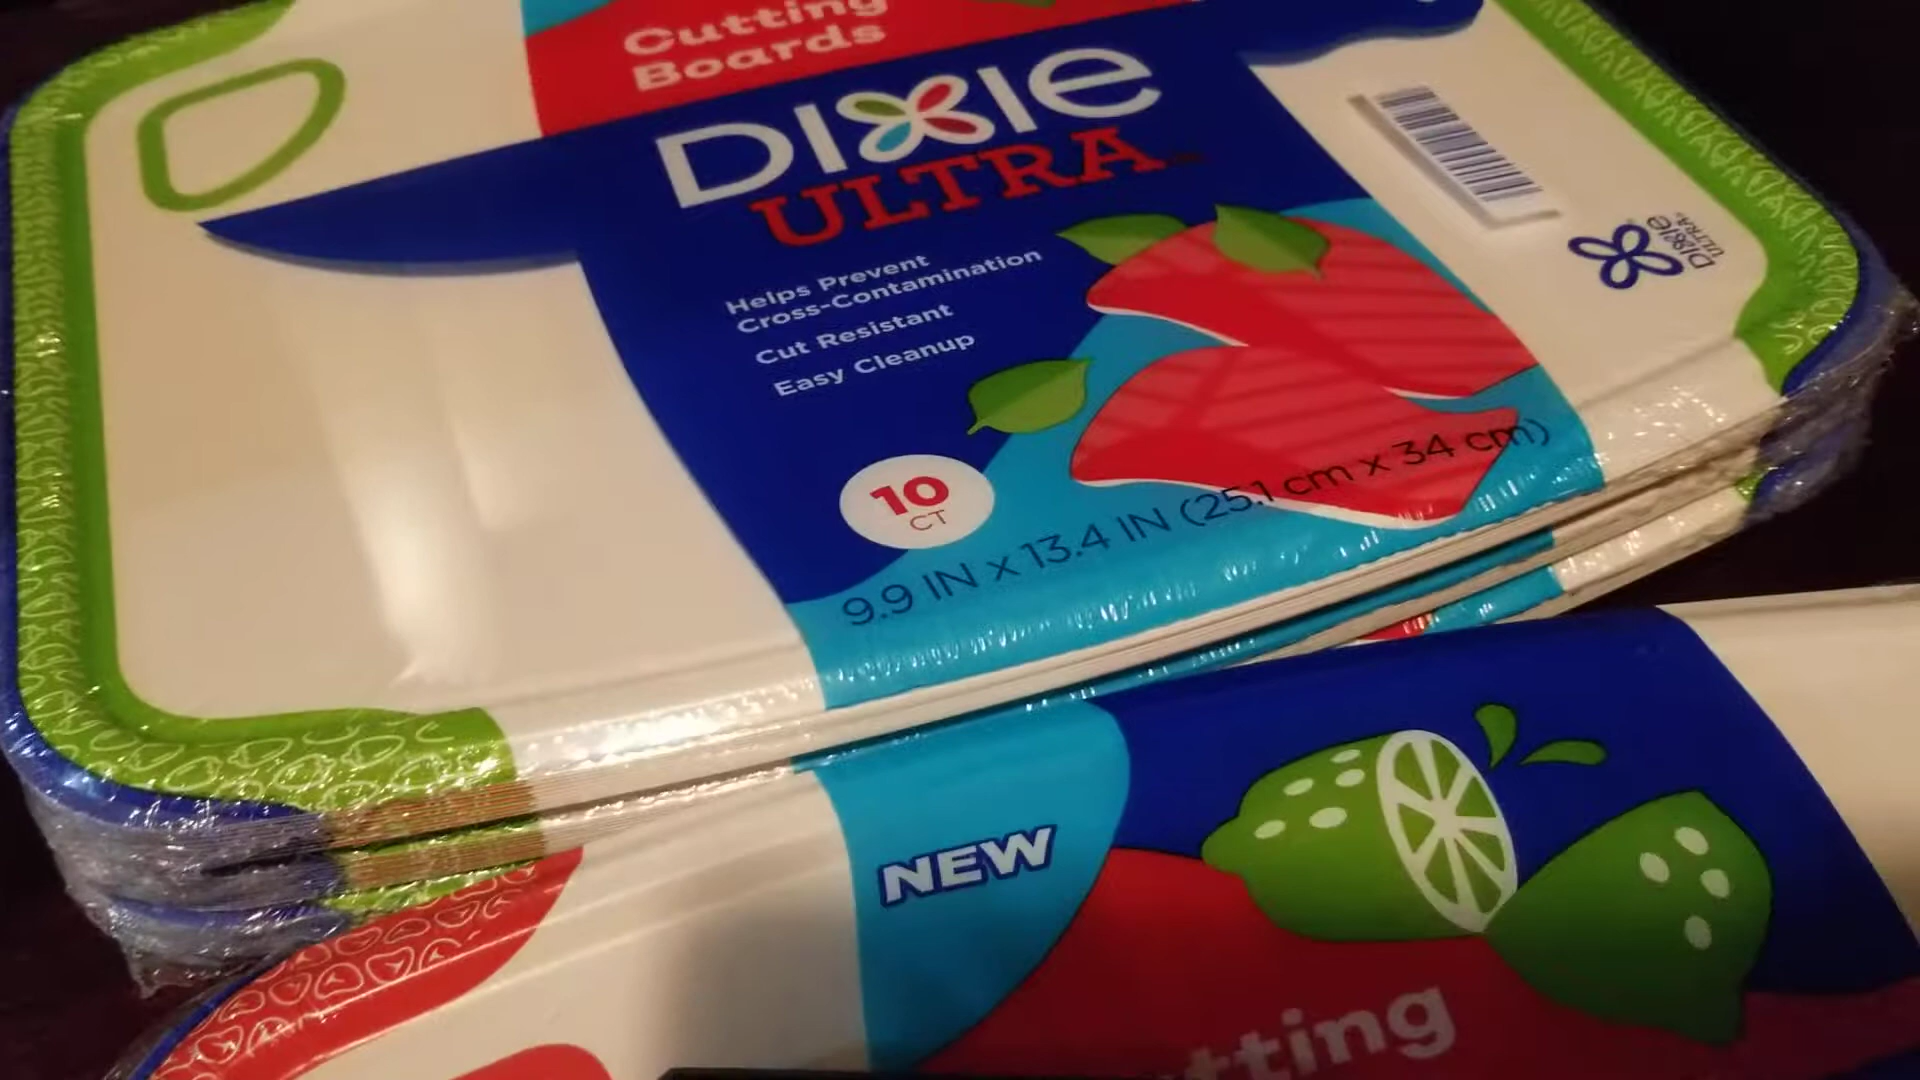 Cutting
Boards
DIXIE
ULTRA
Helps Prevent
Cross-Contamination
Cut Resistant
Easy Cleanup
10
CT
9.9 IN x 13.4 IN (25.1 cm x 34 cm)
DIXIE
ULTRA
NEW
tting